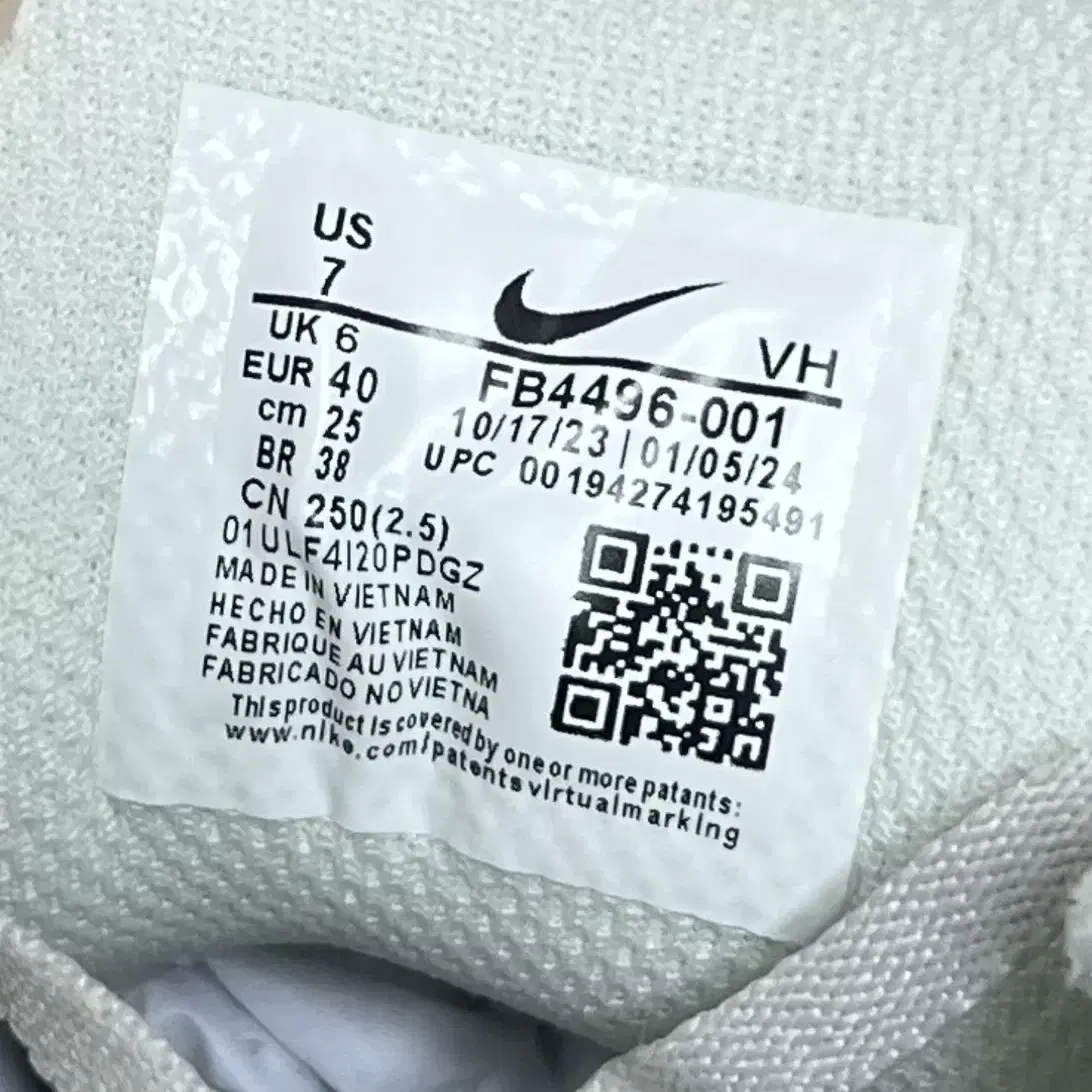 US
7
VH
UK 6
EUR 40
cm 25
BR 38
CN 250(2.5)
FB4496-001
10/17/23 | 01/05/24
UPC 00194274195491
01ULF4I20PDGZ
MADE IN VIETNAM
HECHO EN VIETNAM
FABRIQUE AU VIETNAM
FABRICADO NO VIETNA
This product is covered by one or more patants:
www.nike.com/patents virtualmarking